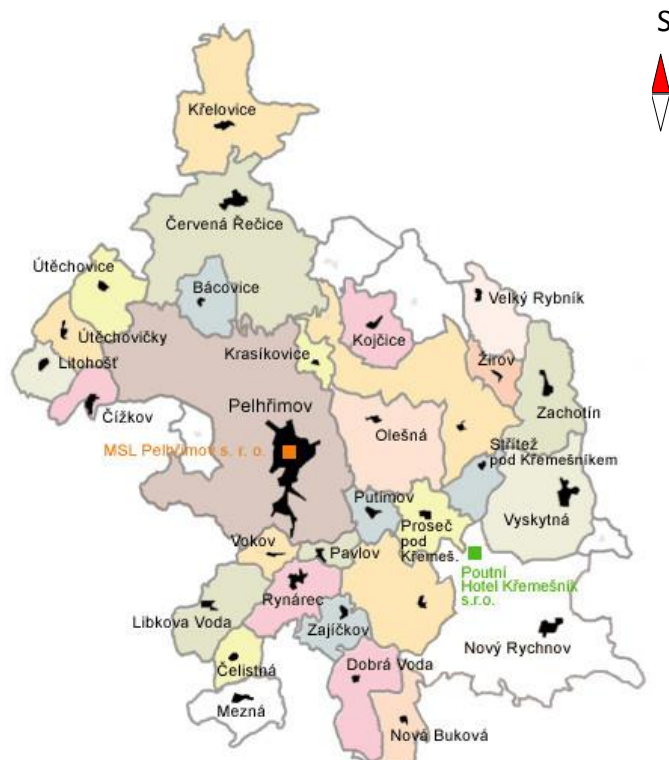 S
Křelovice
Červená Řečice
Útěchovice
Bácovice
Velký Rybník
Útěchovičky
Kojčice
Krasíkovice
Litohošť
Žirov
Pelhřimov
Zachotín
Čížkov
Olešná
MSL Pelhřimov s. r. o.
Střítež
pod Křemešníkem
Putimov
Vyskytná
Proseč
pod
Křemeš.
Vokov
Pavlov
Poutní
Hotel Křemešník
s.r.o.
Rynárec
Libkova Voda
Zajíčkov
Nový Rychnov
Dobrá Voda
Čelistná
Mezná
Nová Buková